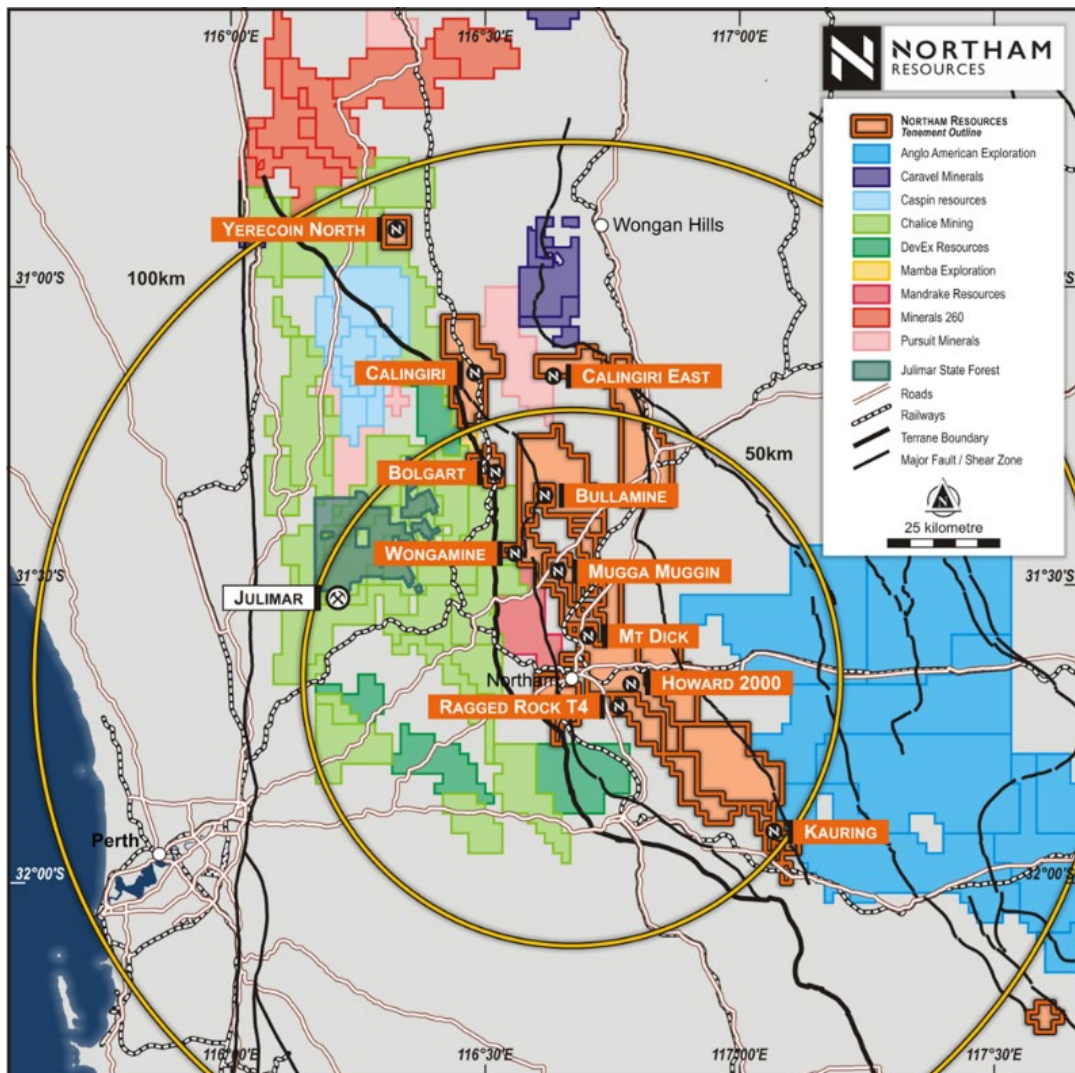 116°00'E
116°30'E
117°00'E
NORTHAM
RESOURCES
NORTHAM RESOURCES
Tenement Outline
Anglo American Exploration
Caravel Minerals
Caspin resources
Chalice Mining
DevEx Resources
Mamba Exploration
Mandrake Resources
Minerals 260
Pursuit Minerals
Julimar State Forest
Roads
Railways
Terrane Boundary
Major Fault / Shear Zone
25 kilometre
YERECOIN NORTH
Wongan Hills
100km
31°00'S
31°00'S
CALINGIRI
CALINGIRI EAST
50km
BOLGART
BULLAMINE
WONGAMINE
MUGGA MUGGIN
31°30'S
31°30'S
JULIMAR
MT DICK
Northam
HOWARD 2000
RAGGED ROCK T4
KAURING
Perth
32°00'S
32°00'S
116°00'E
116°30'E
117°00'E
117°30'E